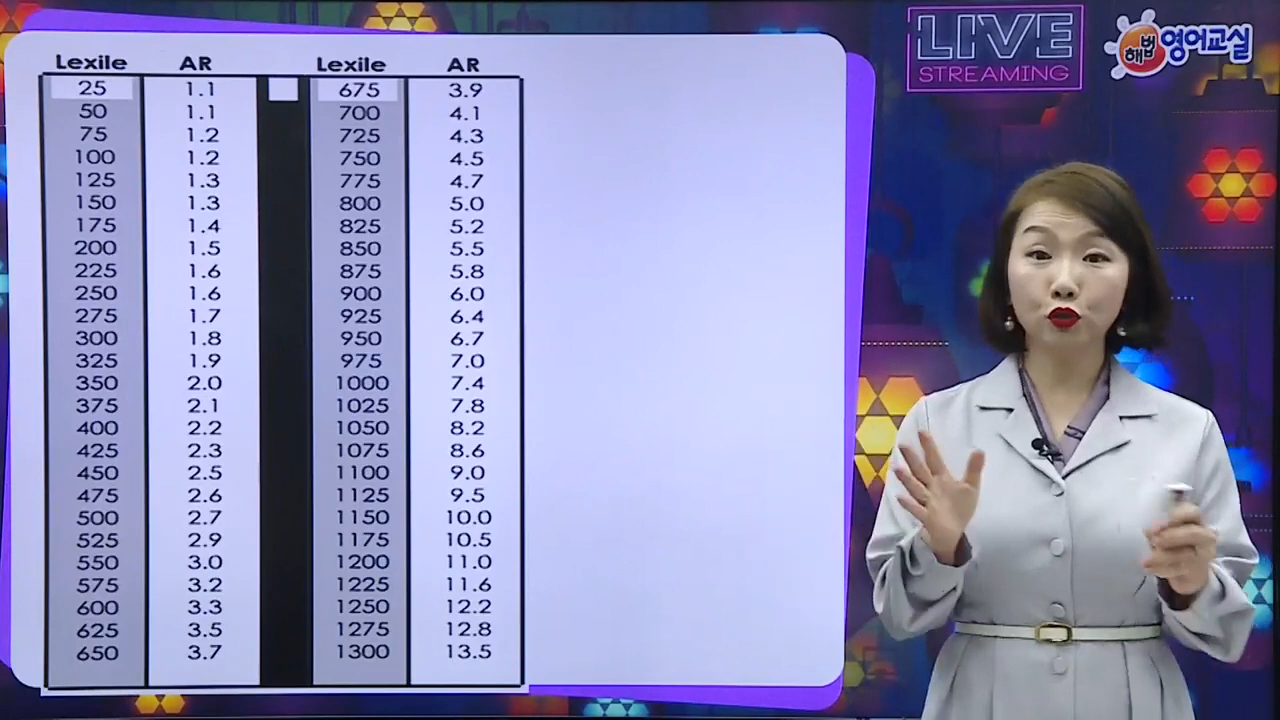 Lexile AR Lexile AR
25 1.1 675 3.9
50 1.1 700 4.1
75 1.2 725 4.3
100 1.2 750 4.5
125 1.3 775 4.7
150 1.3 800 5.0
175 1.4 825 5.2
200 1.5 850 5.5
225 1.6 875 5.8
250 1.6 900 6.0
275 1.7 925 6.4
300 1.8 950 6.7
325 1.9 975 7.0
350 2.0 1000 7.4
375 2.1 1025 7.8
400 2.2 1050 8.2
425 2.3 1075 8.6
450 2.5 1100 9.0
475 2.6 1125 9.5
500 2.7 1150 10.0
525 2.9 1175 10.5
550 3.0 1200 11.0
575 3.2 1225 11.6
600 3.3 1250 12.2
625 3.5 1275 12.8
650 3.7 1300 13.5
LIVE
STREAMING
해법영어교실